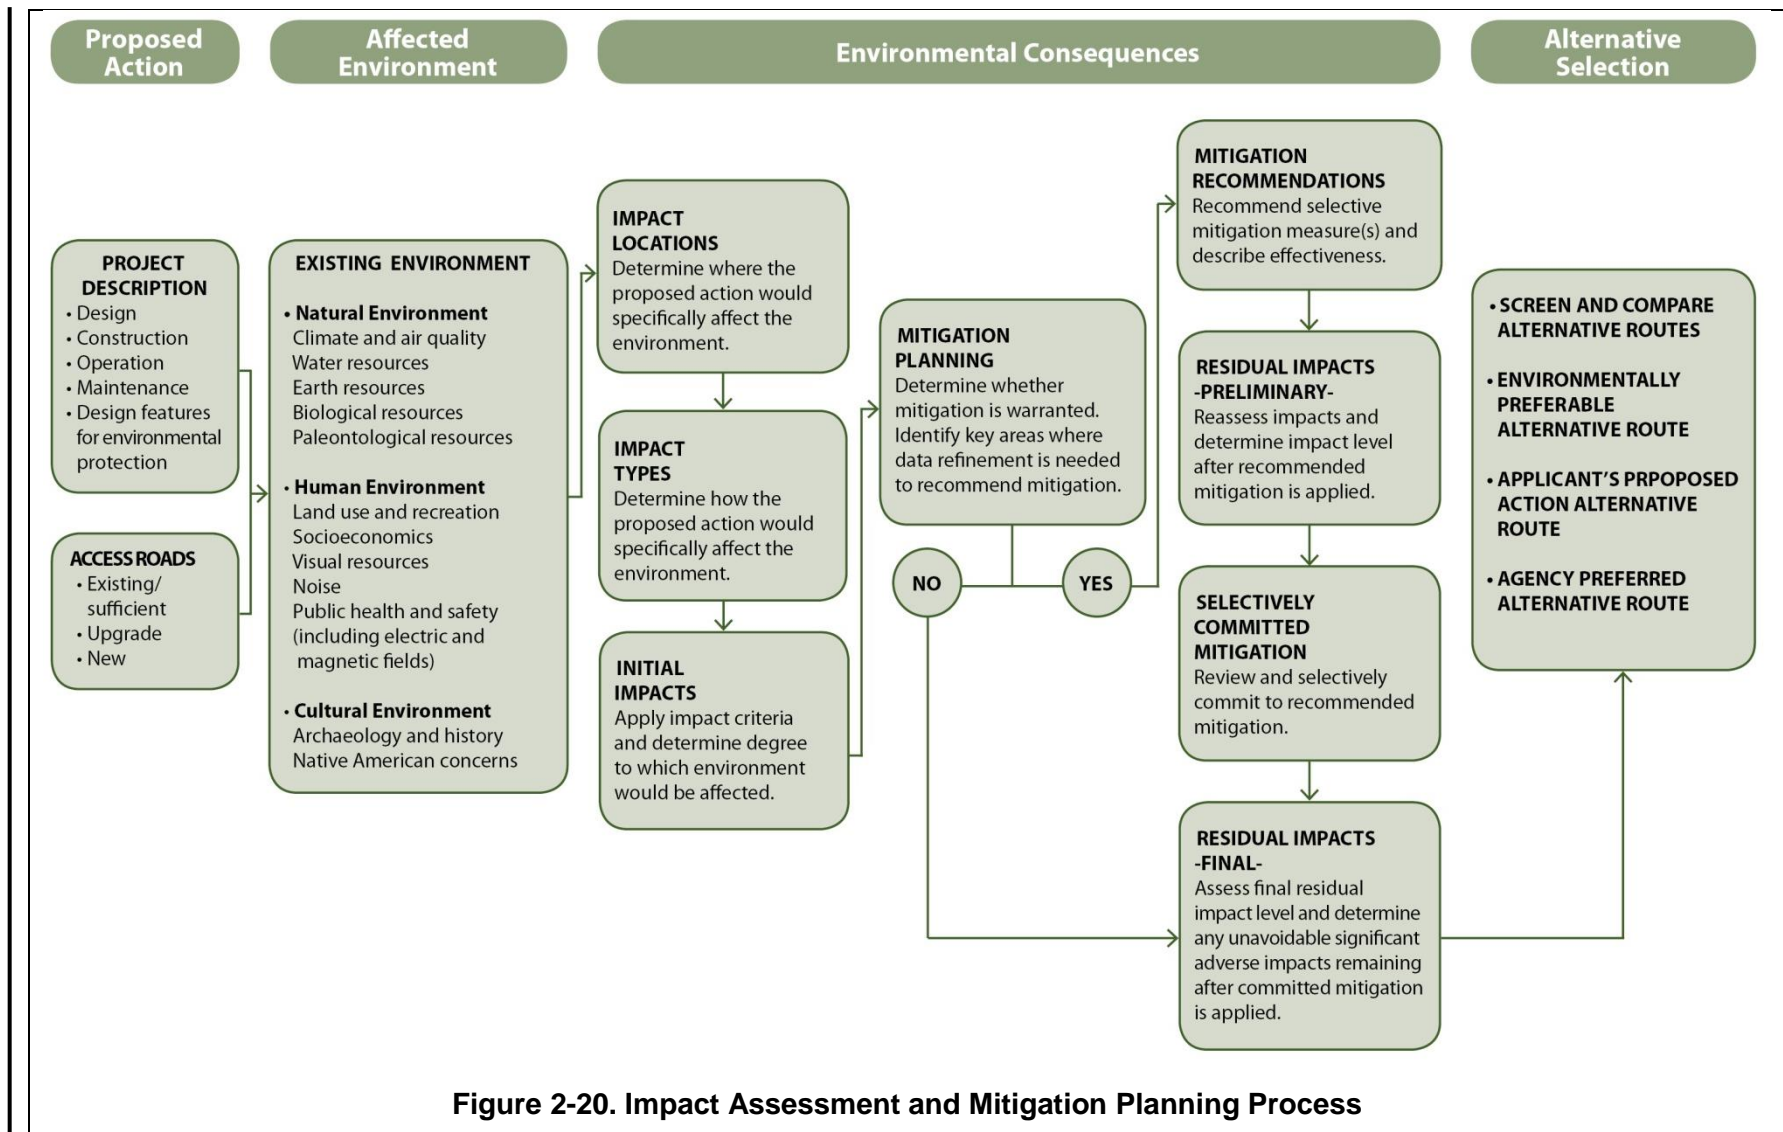 Proposed
Action
Affected
Environment
Environmental Consequences
Alternative
Selection
PROJECT
DESCRIPTION
• Design
• Construction
• Operation
• Maintenance
• Design features
for environmental
protection
ACCESS ROADS
• Existing/
sufficient
• Upgrade
• New
EXISTING ENVIRONMENT
• Natural Environment
Climate and air quality
Water resources
Earth resources
Biological resources
Paleontological resources
• Human Environment
Land use and recreation
Socioeconomics
Visual resources
Noise
Public health and safety
(including electric and
magnetic fields)
• Cultural Environment
Archaeology and history
Native American concerns
IMPACT
LOCATIONS
Determine where the
proposed action would
specifically affect the
environment.
IMPACT
TYPES
Determine how the
proposed action would
specifically affect the
environment.
INITIAL
IMPACTS
Apply impact criteria
and determine degree
to which environment
would be affected.
MITIGATION
PLANNING
Determine whether
mitigation is warranted.
Identify key areas where
data refinement is needed
to recommend mitigation.
NO
YES
MITIGATION
RECOMMENDATIONS
Recommend selective
mitigation measure(s) and
describe effectiveness.
RESIDUAL IMPACTS
-PRELIMINARY-
Reassess impacts and
determine impact level
after recommended
mitigation is applied.
SELECTIVELY
COMMITTED
MITIGATION
Review and selectively
commit to recommended
mitigation.
RESIDUAL IMPACTS
-FINAL-
Assess final residual
impact level and determine
any unavoidable significant
adverse impacts remaining
after committed mitigation
is applied.
• SCREEN AND COMPARE
ALTERNATIVE ROUTES
• ENVIRONMENTALLY
PREFERABLE
ALTERNATIVE ROUTE
• APPLICANT'S PRPOPOSED
ACTION ALTERNATIVE
ROUTE
• AGENCY PREFERRED
ALTERNATIVE ROUTE
Figure 2-20. Impact Assessment and Mitigation Planning Process